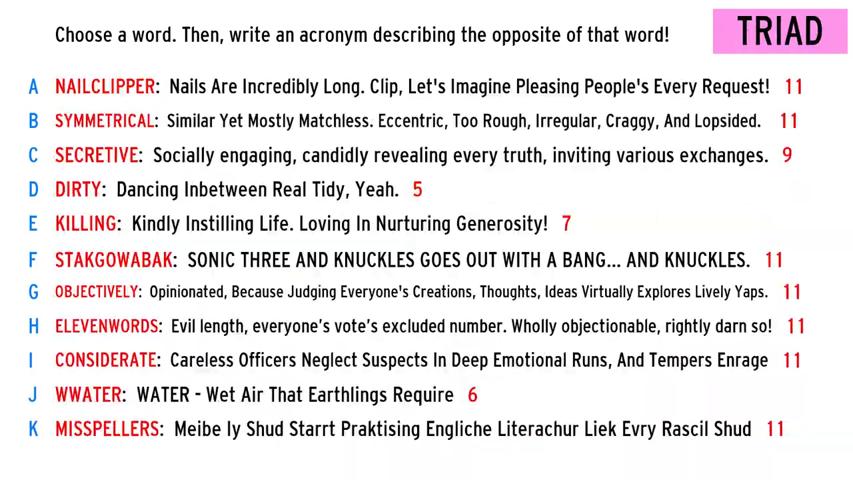 Choose a word. Then, write an acronym describing the opposite of that word!
TRIAD
A NAILCLIPPER: Nails Are Incredibly Long. Clip, Let's Imagine Pleasing People's Every Request! 11
B SYMMETRICAL: Similar Yet Mostly Matchless. Eccentric, Too Rough, Irregular, Craggy, And Lopsided. 11
C SECRETIVE: Socially engaging, candidly revealing every truth, inviting various exchanges. 9
D DIRTY: Dancing Inbetween Real Tidy, Yeah. 5
E KILLING: Kindly Instilling Life. Loving In Nurturing Generosity! 7
F STAKGOWABAK: SONIC THREE AND KNUCKLES GOES OUT WITH A BANG... AND KNUCKLES. 11
G OBJECTIVELY: Opinionated, Because Judging Everyone's Creations, Thoughts, Ideas Virtually Explores Lively Yaps. 11
H ELEVENWORDS: Evil length, everyone's vote's excluded number. Wholly objectionable, rightly darn so! 11
I CONSIDERATE: Careless Officers Neglect Suspects In Deep Emotional Runs, And Tempers Enrage 11
J WWATER: WATER - Wet Air That Earthlings Require 6
K MISSPELLERS: Meibe Iy Shud Starrt Praktising Engliche Literachur Liek Evry Rascil Shud 11